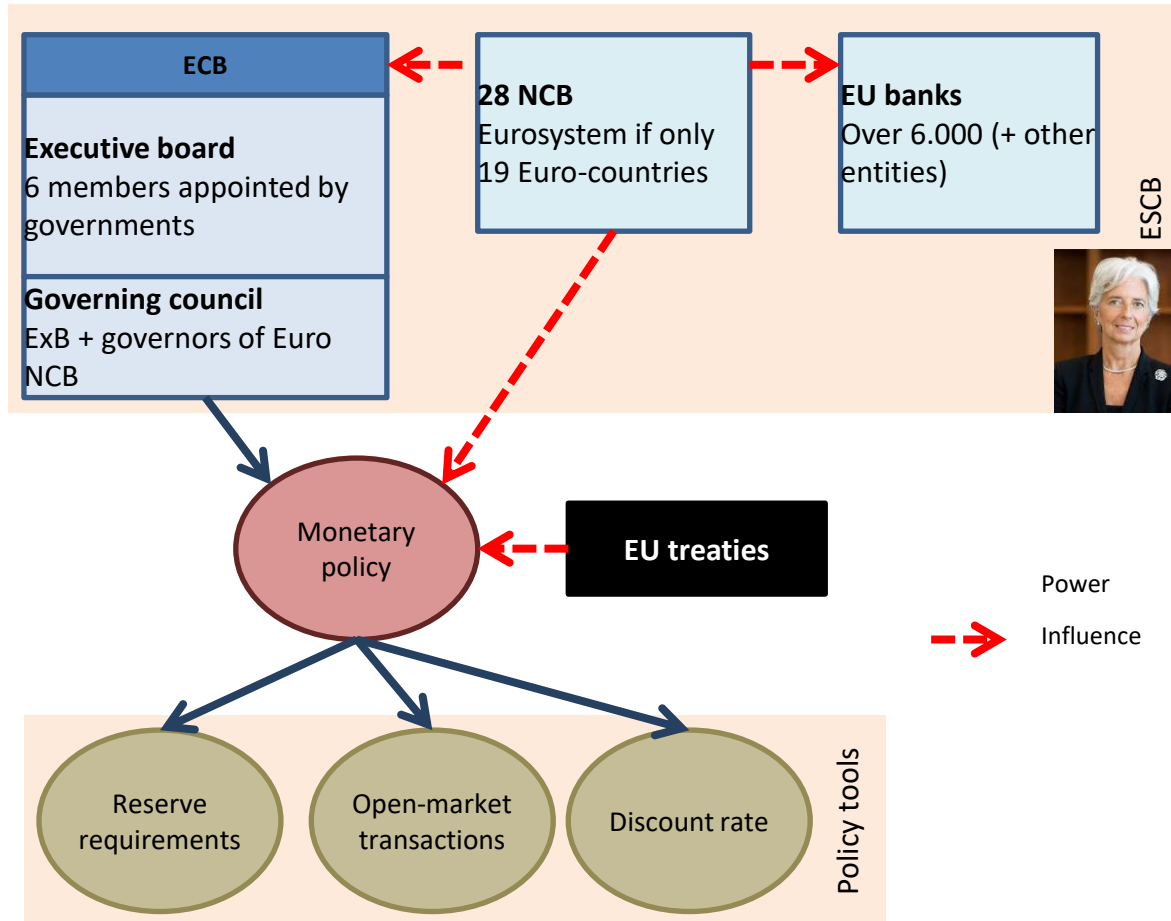 ECB
Executive board
6 members appointed by
governments
Governing council
ExB + governors of Euro
NCB
28 NCB
Eurosystem if only
19 Euro-countries
EU banks
Over 6.000 (+ other
entities)
ESCB
Monetary
policy
EU treaties
Power
Influence
Reserve
requirements
Open-market
transactions
Discount rate
Policy tools